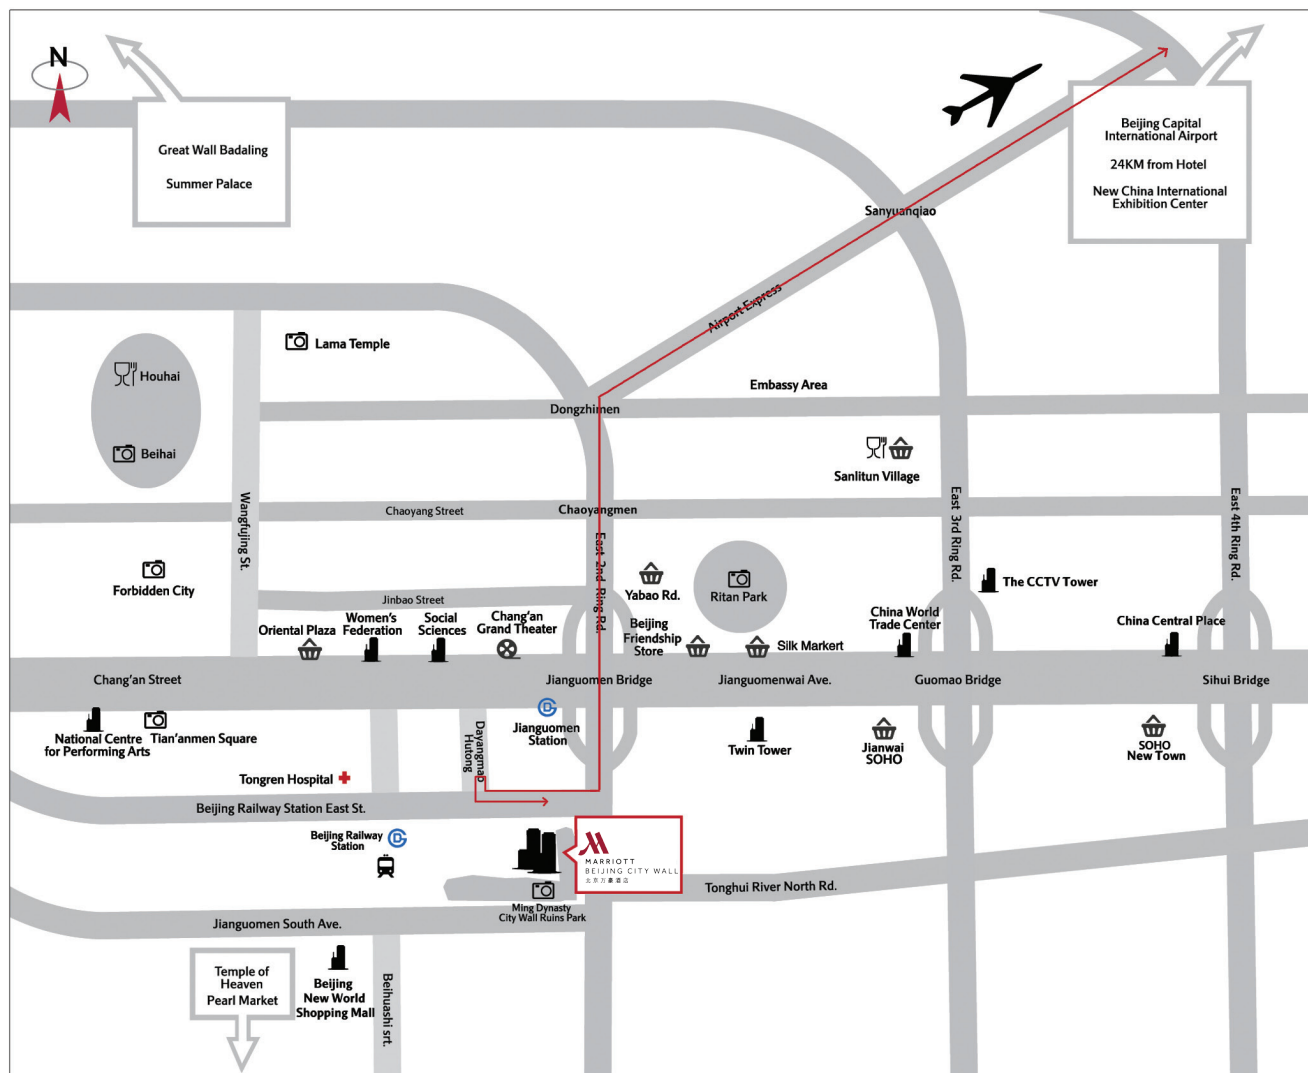 N
Great Wall Badaling
Summer Palace
Beijing Capital
International Airport
24KM from Hotel
New China International
Exhibition Center
Sanyuanqiao
Airport Express
Lama Temple
Houhai
Beihai
Embassy Area
Dongzhimen
Sanlitun Village
Wangfujing St.
Chaoyang Street
Chaoyangmen
East 2nd Ring Rd.
East 3rd Ring Rd.
East 4th Ring Rd.
Forbidden City
Jinbao Street
Yabao Rd.
Ritan Park
The CCTV Tower
Oriental Plaza
Women's
Federation
Social
Sciences
Chang'an
Grand Theater
Beijing
Friendship
Store
Silk Markert
China World
Trade Center
China Central Place
Chang'an Street
Jianguomen Bridge
Jianguomenwai Ave.
Guomao Bridge
Sihui Bridge
National Centre
for Performing Arts
Tian'anmen Square
Dayangmao
Hutong
Jianguomen
Station
Twin Tower
Jianwai
SOHO
SOHO
New Town
Tongren Hospital
Beijing Railway Station East St.
Beijing Railway
Station
MARRIOTT
BEIJING CITY WALL
北京万豪酒店
Ming Dynasty
City Wall Ruins Park
Tonghui River North Rd.
Jianguomen South Ave.
Temple of
Heaven
Pearl Market
Beijing
New World
Shopping Mall
Beihuashi srt.